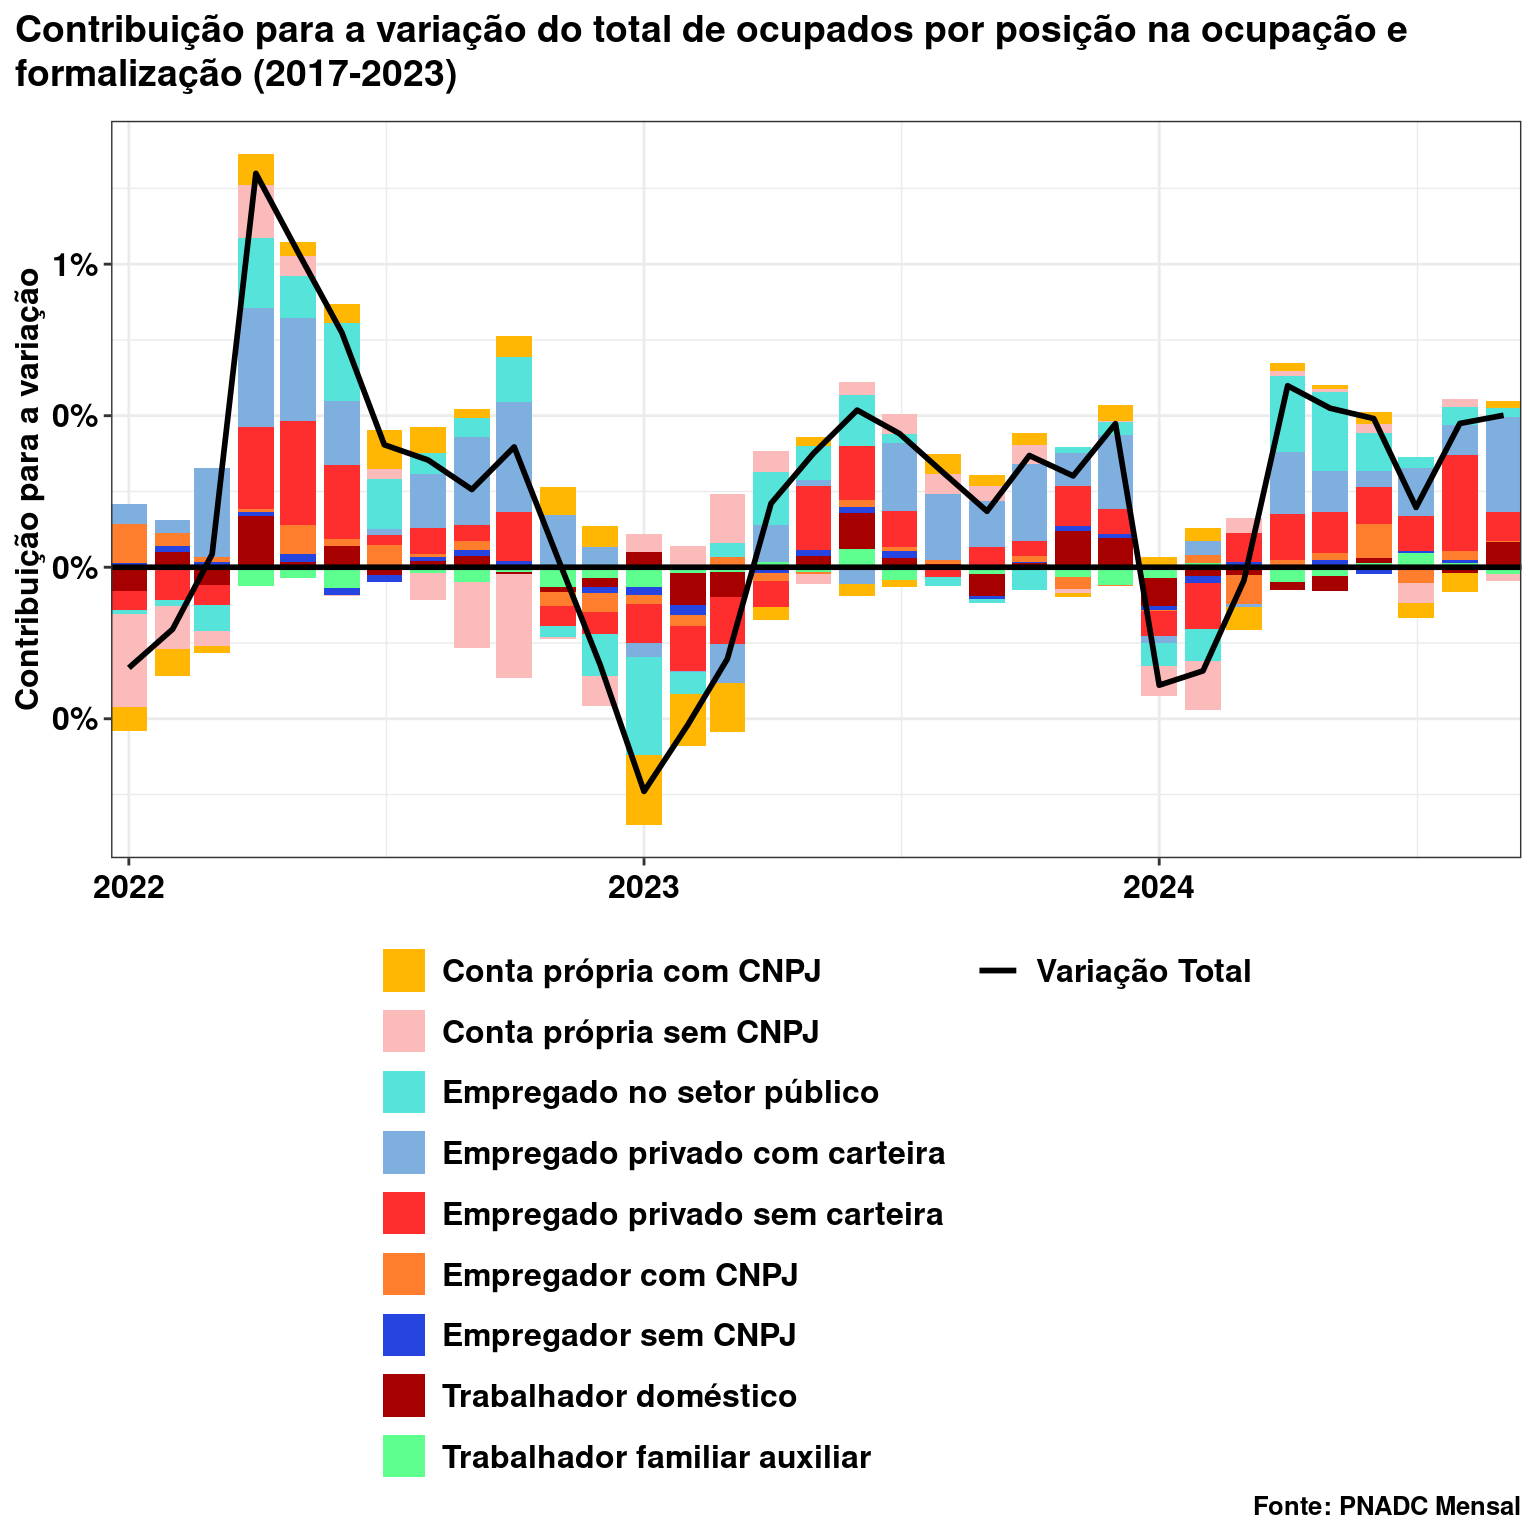 Contribuição para a variação do total de ocupados por posição na ocupação e
formalização (2017-2023)
Contribuição para a variação
1%
0%
0%
0%
2022
2023
2024
Conta própria com CNPJ
Conta própria sem CNPJ
Empregado no setor público
Empregado privado com carteira
Empregado privado sem carteira
Empregador com CNPJ
Empregador sem CNPJ
Trabalhador doméstico
Trabalhador familiar auxiliar
Variação Total
Fonte: PNADC Mensal